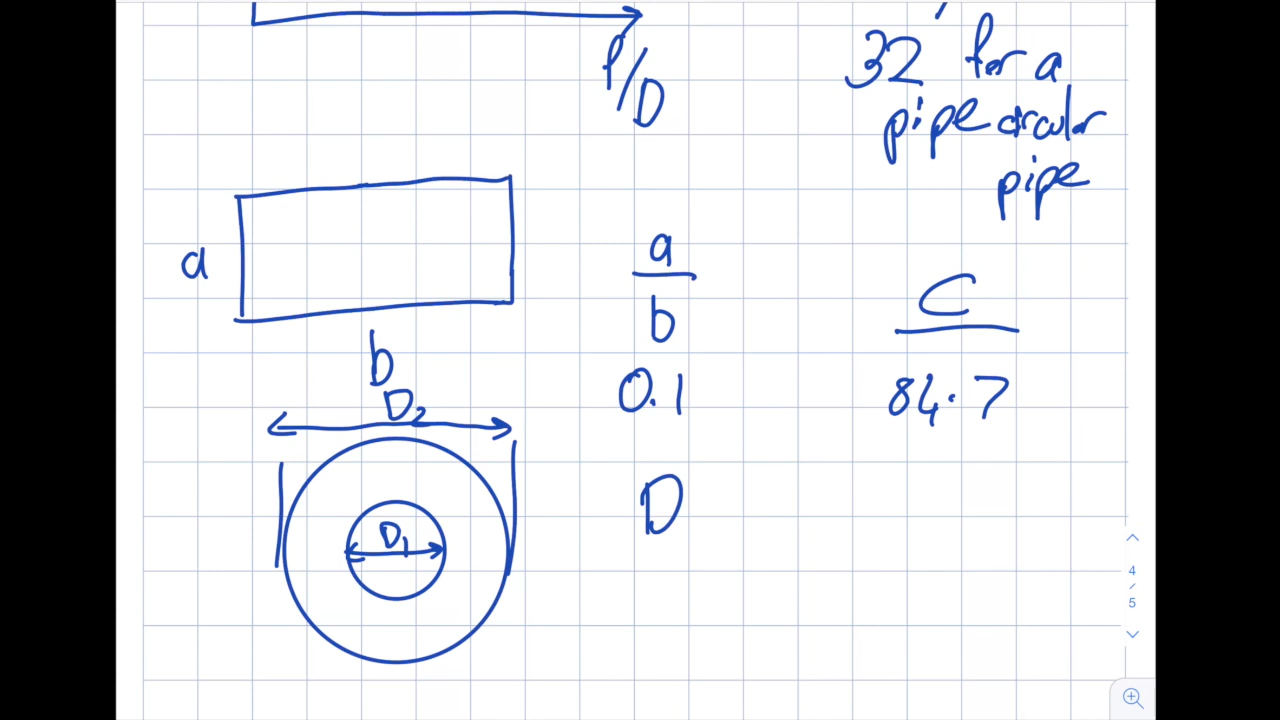 32 for a
pipe circular
pipe
l/D
a
a
b
C
b
0.1
84.7
D2
D
D1
4
/
5